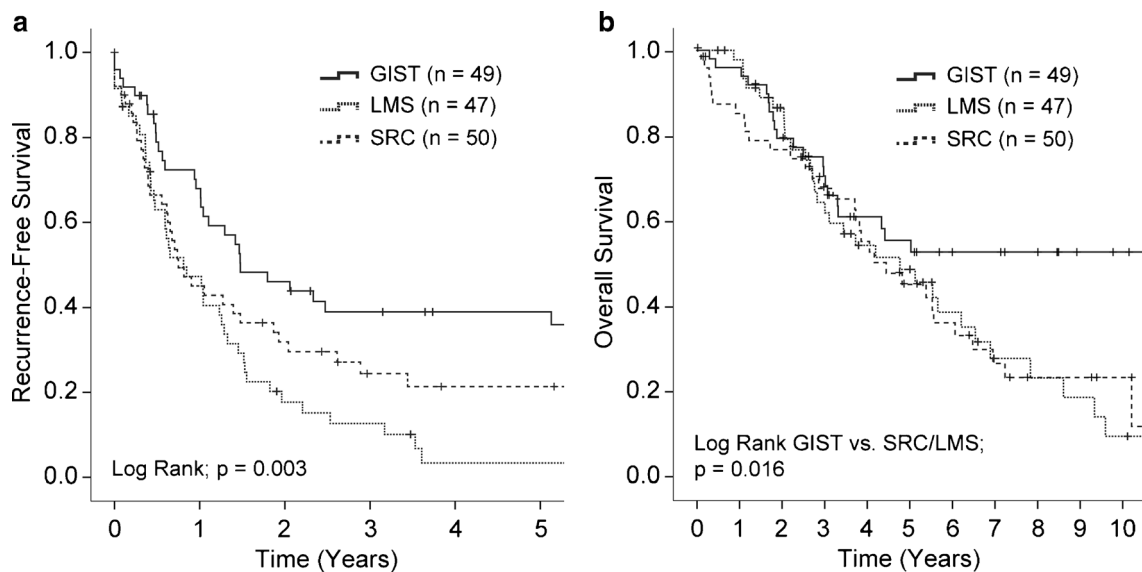 a
Recurrence-Free Survival
1.0
0.8
0.6
0.4
0.2
0.0
GIST (n = 49)
LMS (n = 47)
SRC (n = 50)
Log Rank; p = 0.003
0 1 2 3 4 5
Time (Years)
b
Overall Survival
1.0
0.8
0.6
0.4
0.2
0.0
GIST (n = 49)
LMS (n = 47)
SRC (n = 50)
Log Rank GIST vs. SRC/LMS;
p = 0.016
0 1 2 3 4 5 6 7 8 9 10
Time (Years)